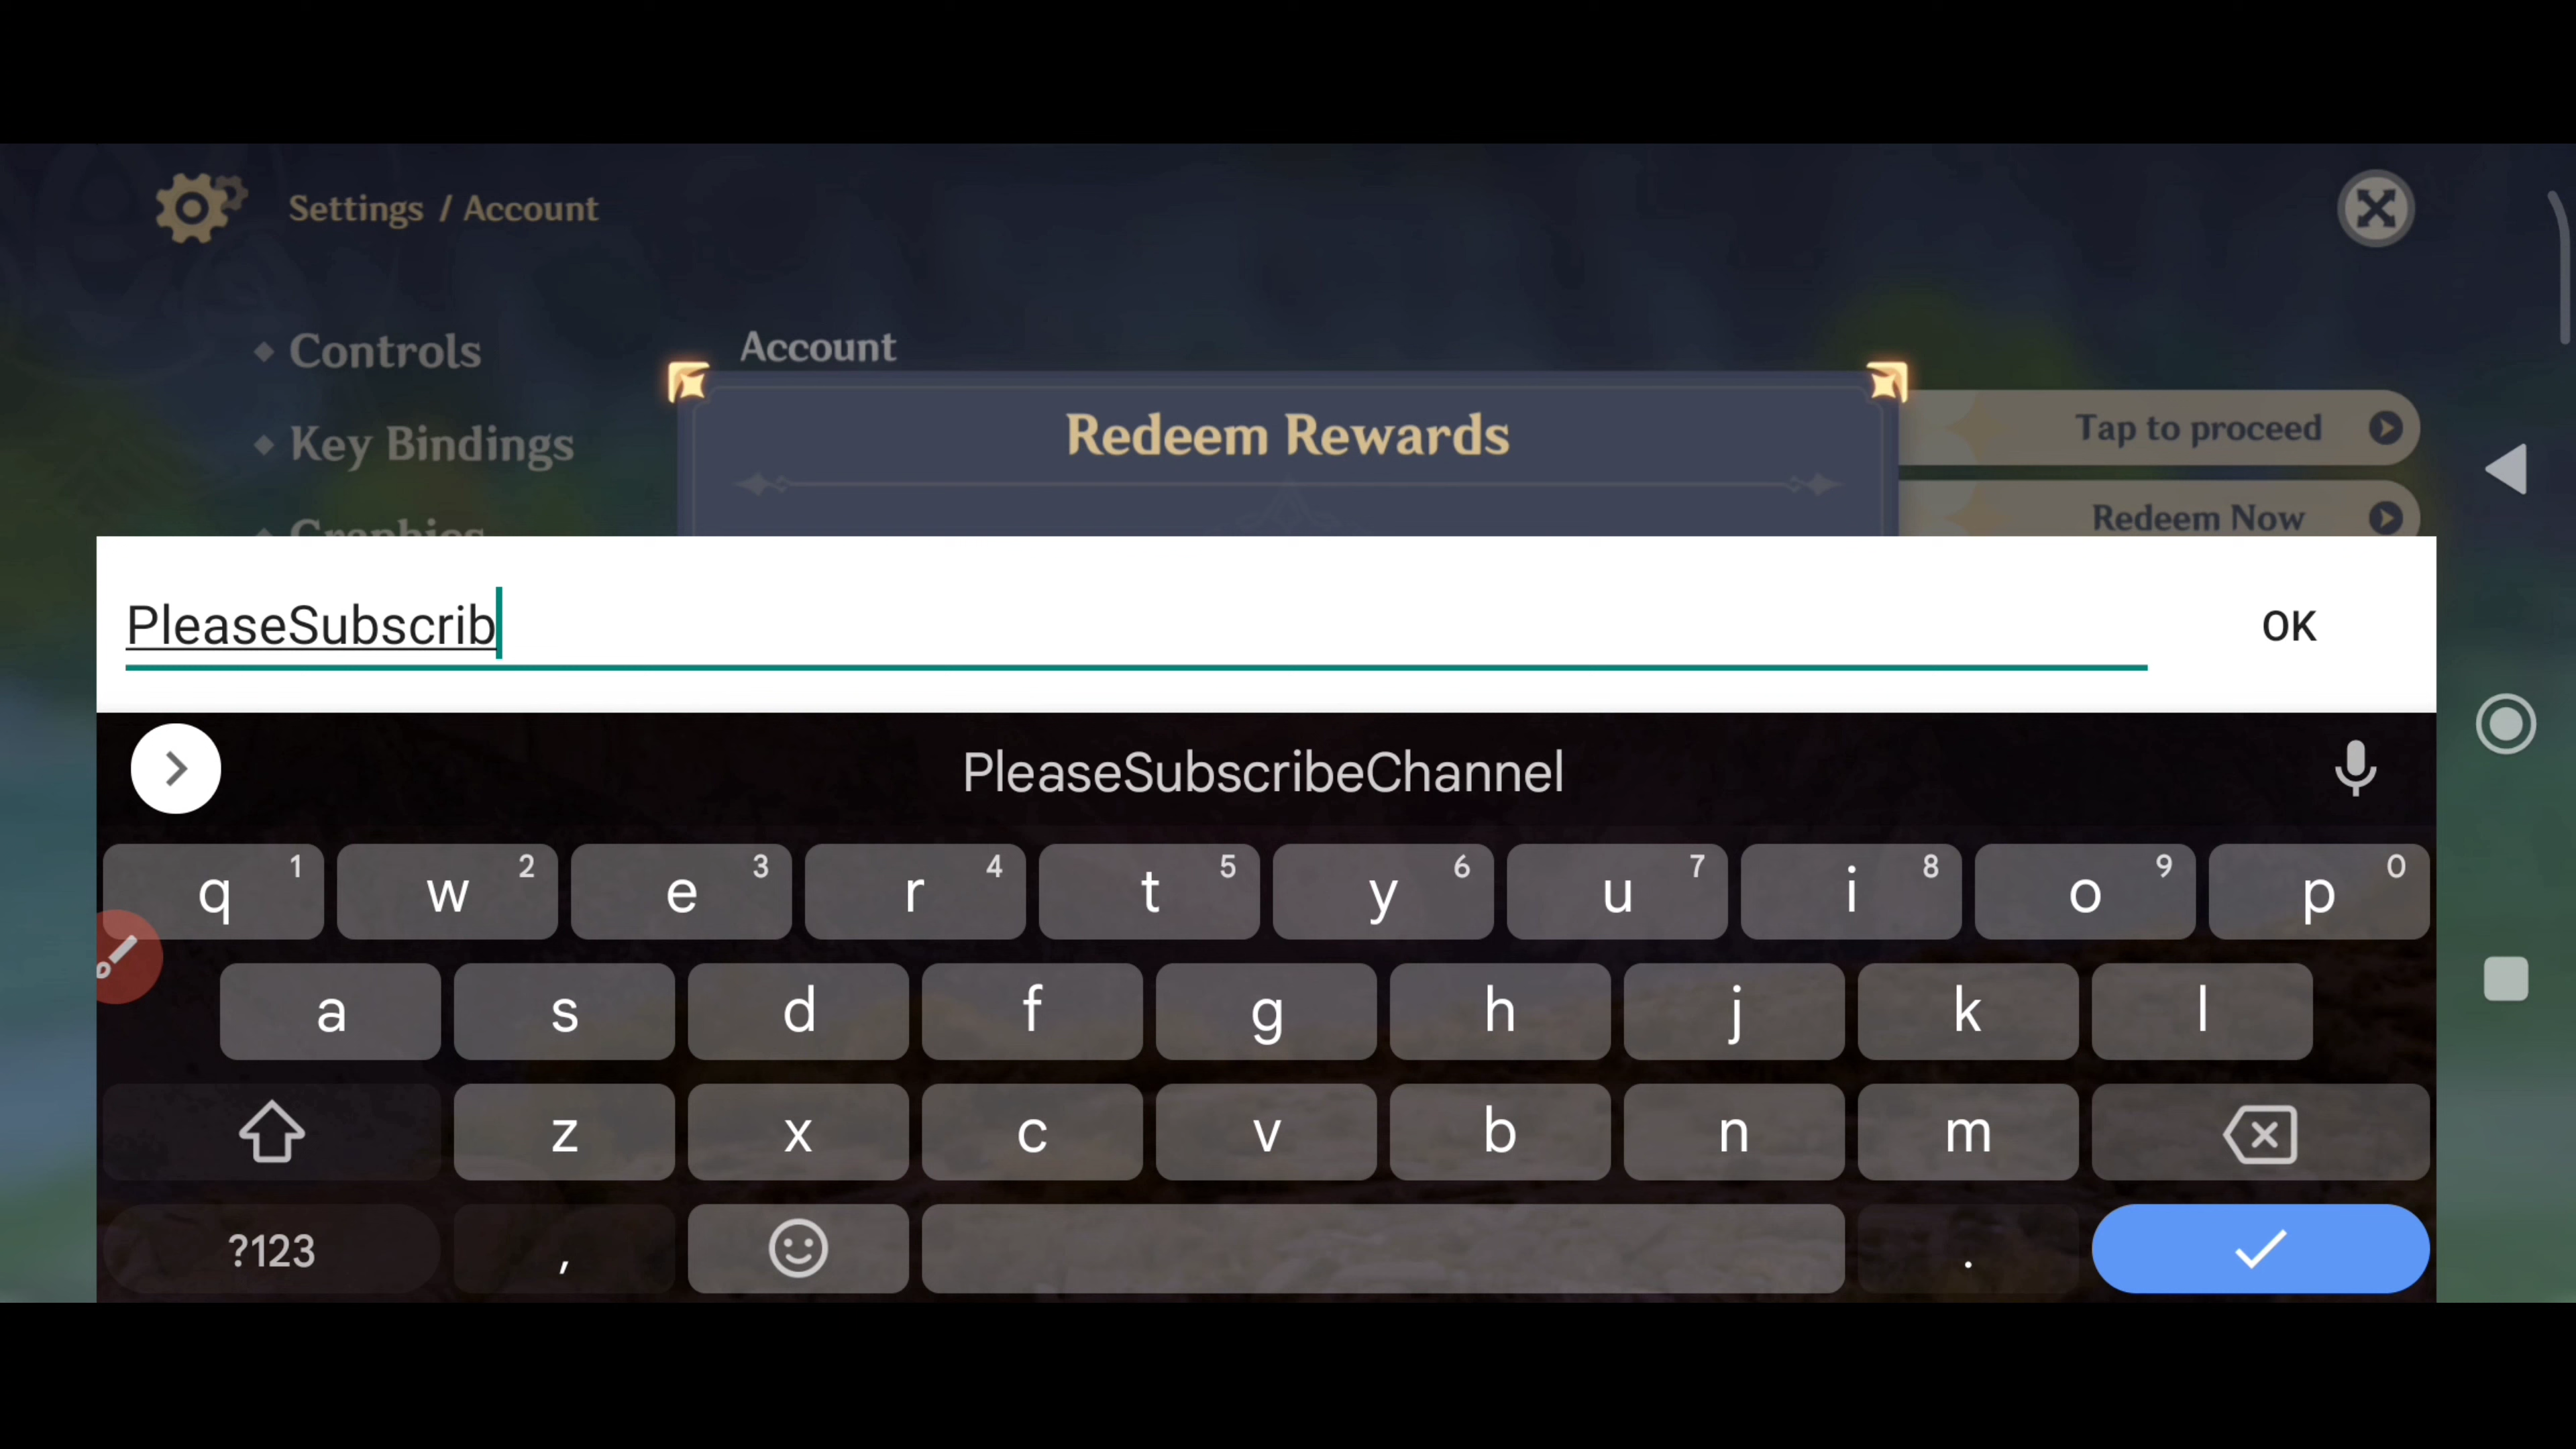 Settings / Account
Controls
Account
Key Bindings
Redeem Rewards
Tap to proceed
Graphics
Redeem Now
PleaseSubscrib
OK
PleaseSubscribeChannel
q 1 w 2 e 3 r 4 t 5 y 6 u 7 i 8 o 9 p 0
a s d f g h j k l
z x c v b n m
?123 , .